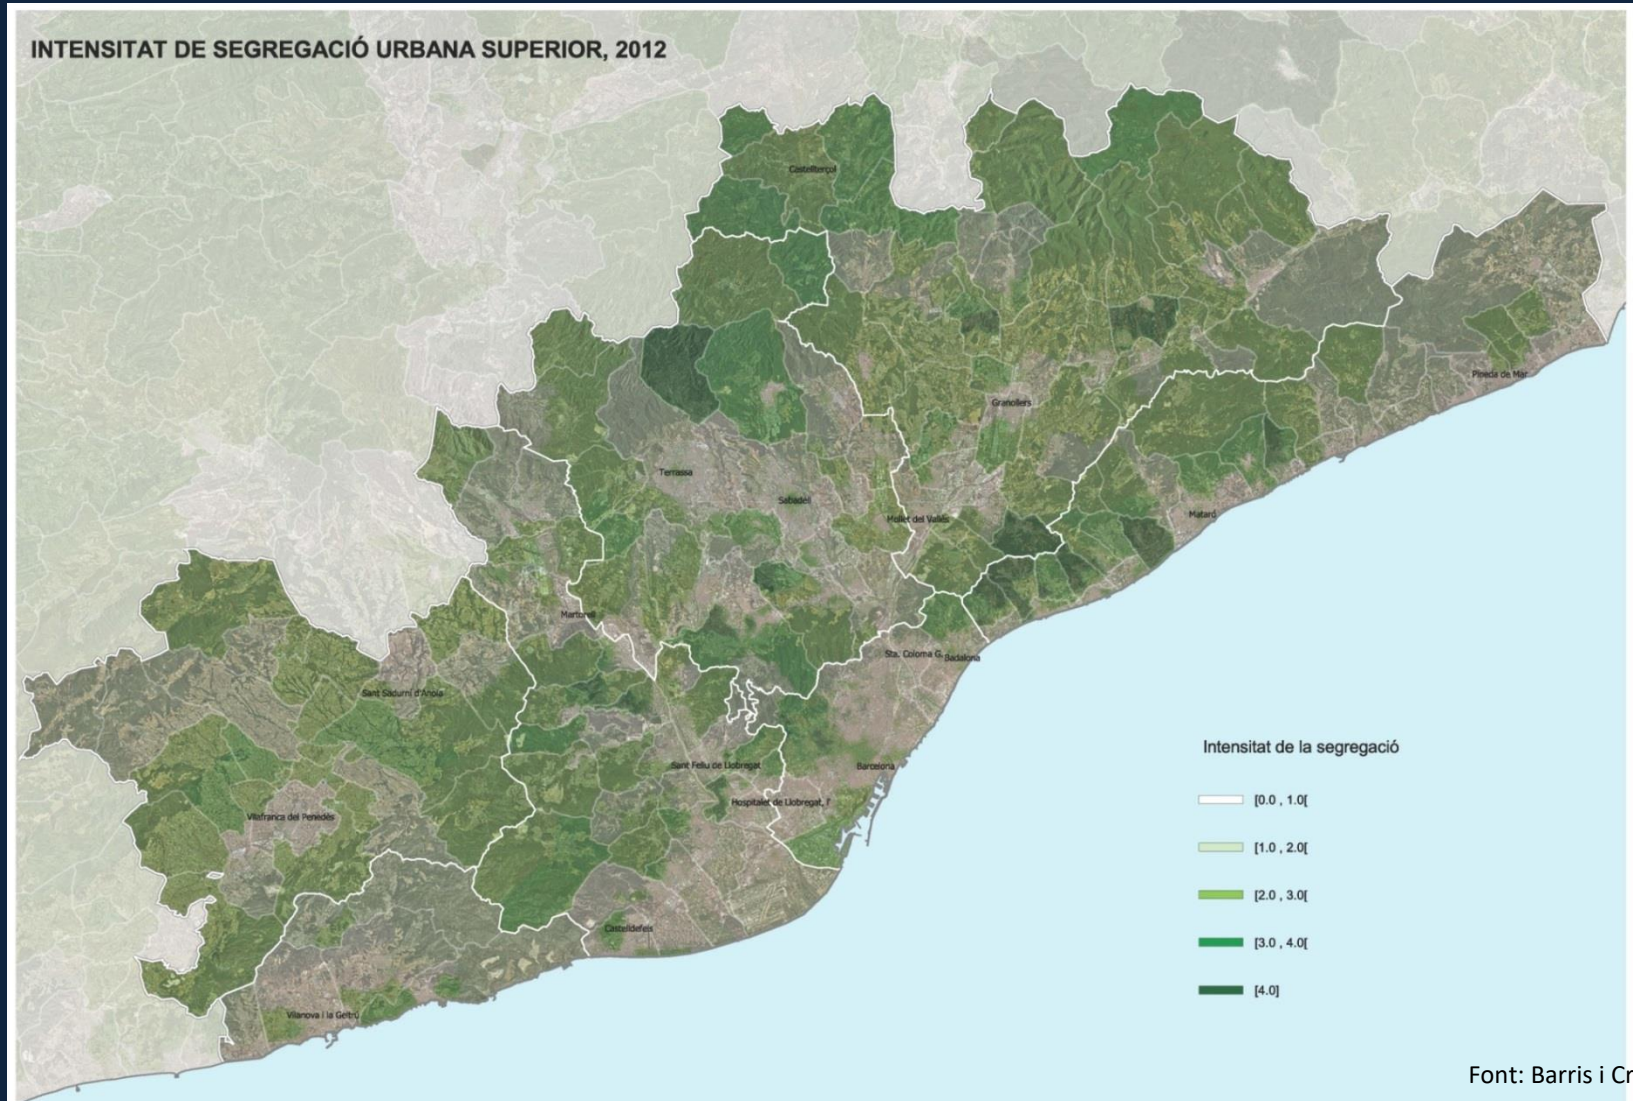 INTENSITAT DE SEGREGACIÓ URBANA SUPERIOR, 2012
Castellterçol
Pineda de Mar
Granollers
Terrassa
Sabadell
Mollet del Vallès
Mataró
Martorell
Sta. Coloma G.
Badalona
Sant Sadurní d'Anoia
Sant Feliu de Llobregat
Barcelona
Hospitalet de Llobregat, l'
Vilafranca del Penedès
Castelldefels
Vilanova i la Geltrú
Intensitat de la segregació
[0.0 , 1.0[
[1.0 , 2.0[
[2.0 , 3.0[
[3.0 , 4.0[
[4.0]
Font: Barris i Cr